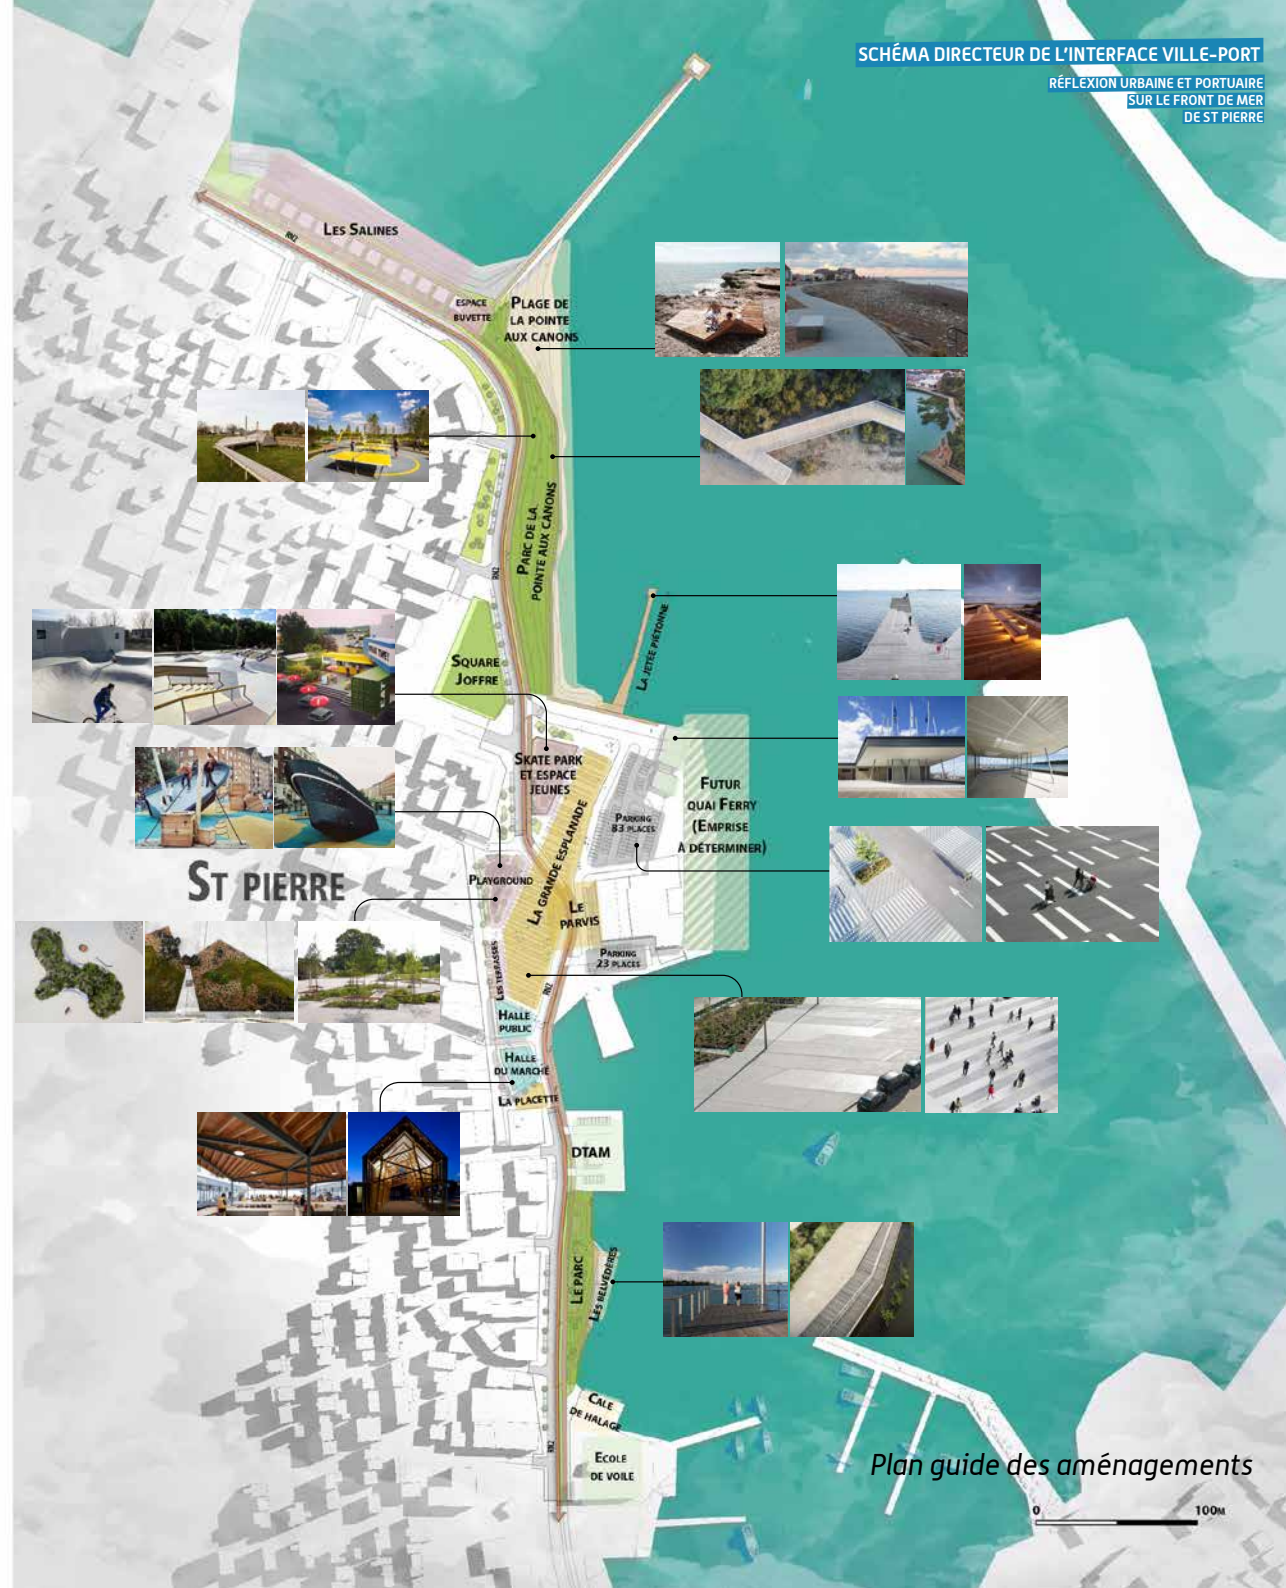 SCHÉMA DIRECTEUR DE L'INTERFACE VILLE-PORT
RÉFLEXION URBAINE ET PORTUAIRE
SUR LE FRONT DE MER
DE ST PIERRE
LES SALINES
RN2
ESPACE
BUVETTE
PLAGE DE
LA POINTE
AUX CANONS
PARC DE LA
POINTE AUX CANONS
RN2
LA JETÉE PIÉTONNE
SQUARE
JOFFRE
SKATE PARK
ET ESPACE
JEUNES
FUTUR
QUAI FERRY
(EMPRISE
À DÉTERMINER)
PARKING
83 PLACES
LA GRANDE ESPLANADE
ST PIERRE
PLAYGROUND
LE
PARVIS
PARKING
23 PLACES
LES TERRASSES
RN2
HALLE
PUBLIC
HALLE
DU MARCHÉ
LA PLACETTE
DTAM
LE PARC
LES BELVÉDÈRES
CALE
DE HALAGE
RN2
ECOLE
DE VOILE
Plan guide des aménagements
0 100M